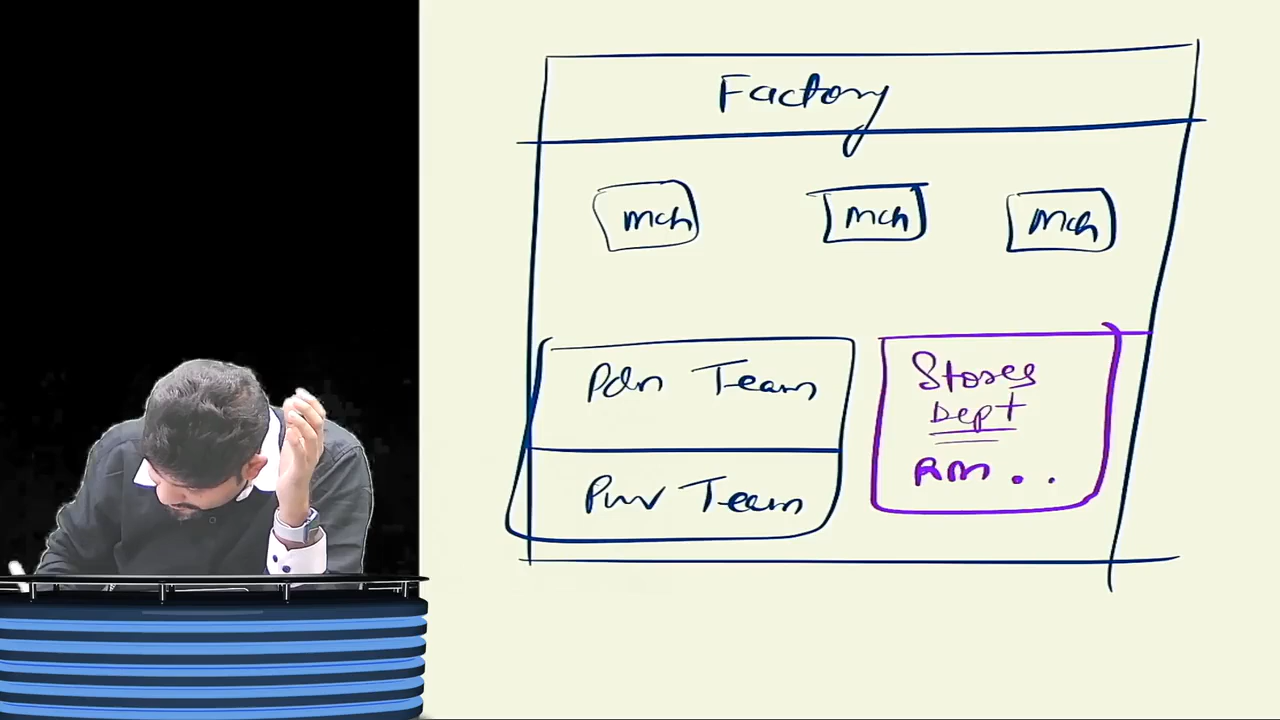 Factory
mch mch mch
Pdn Team
Pur Team
Stores
Dept
RM . .